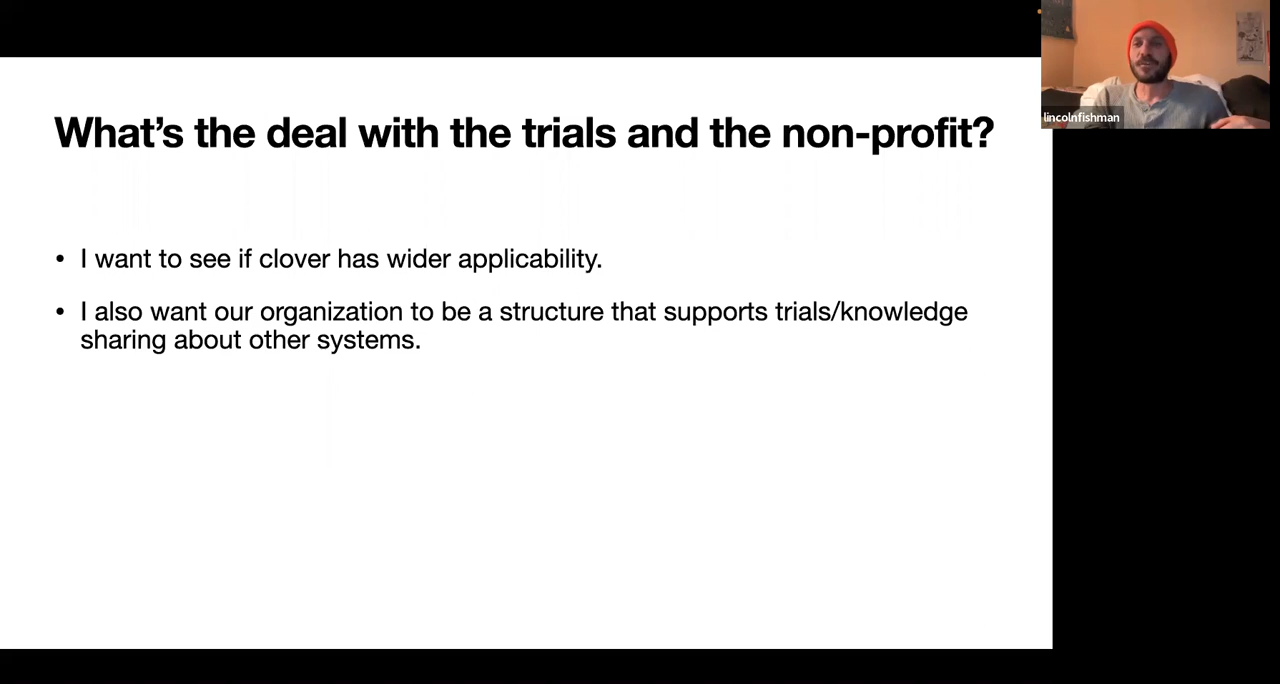 What’s the deal with the trials and the non-profit?
• I want to see if clover has wider applicability.
• I also want our organization to be a structure that supports trials/knowledge
sharing about other systems.
lincolnfishman